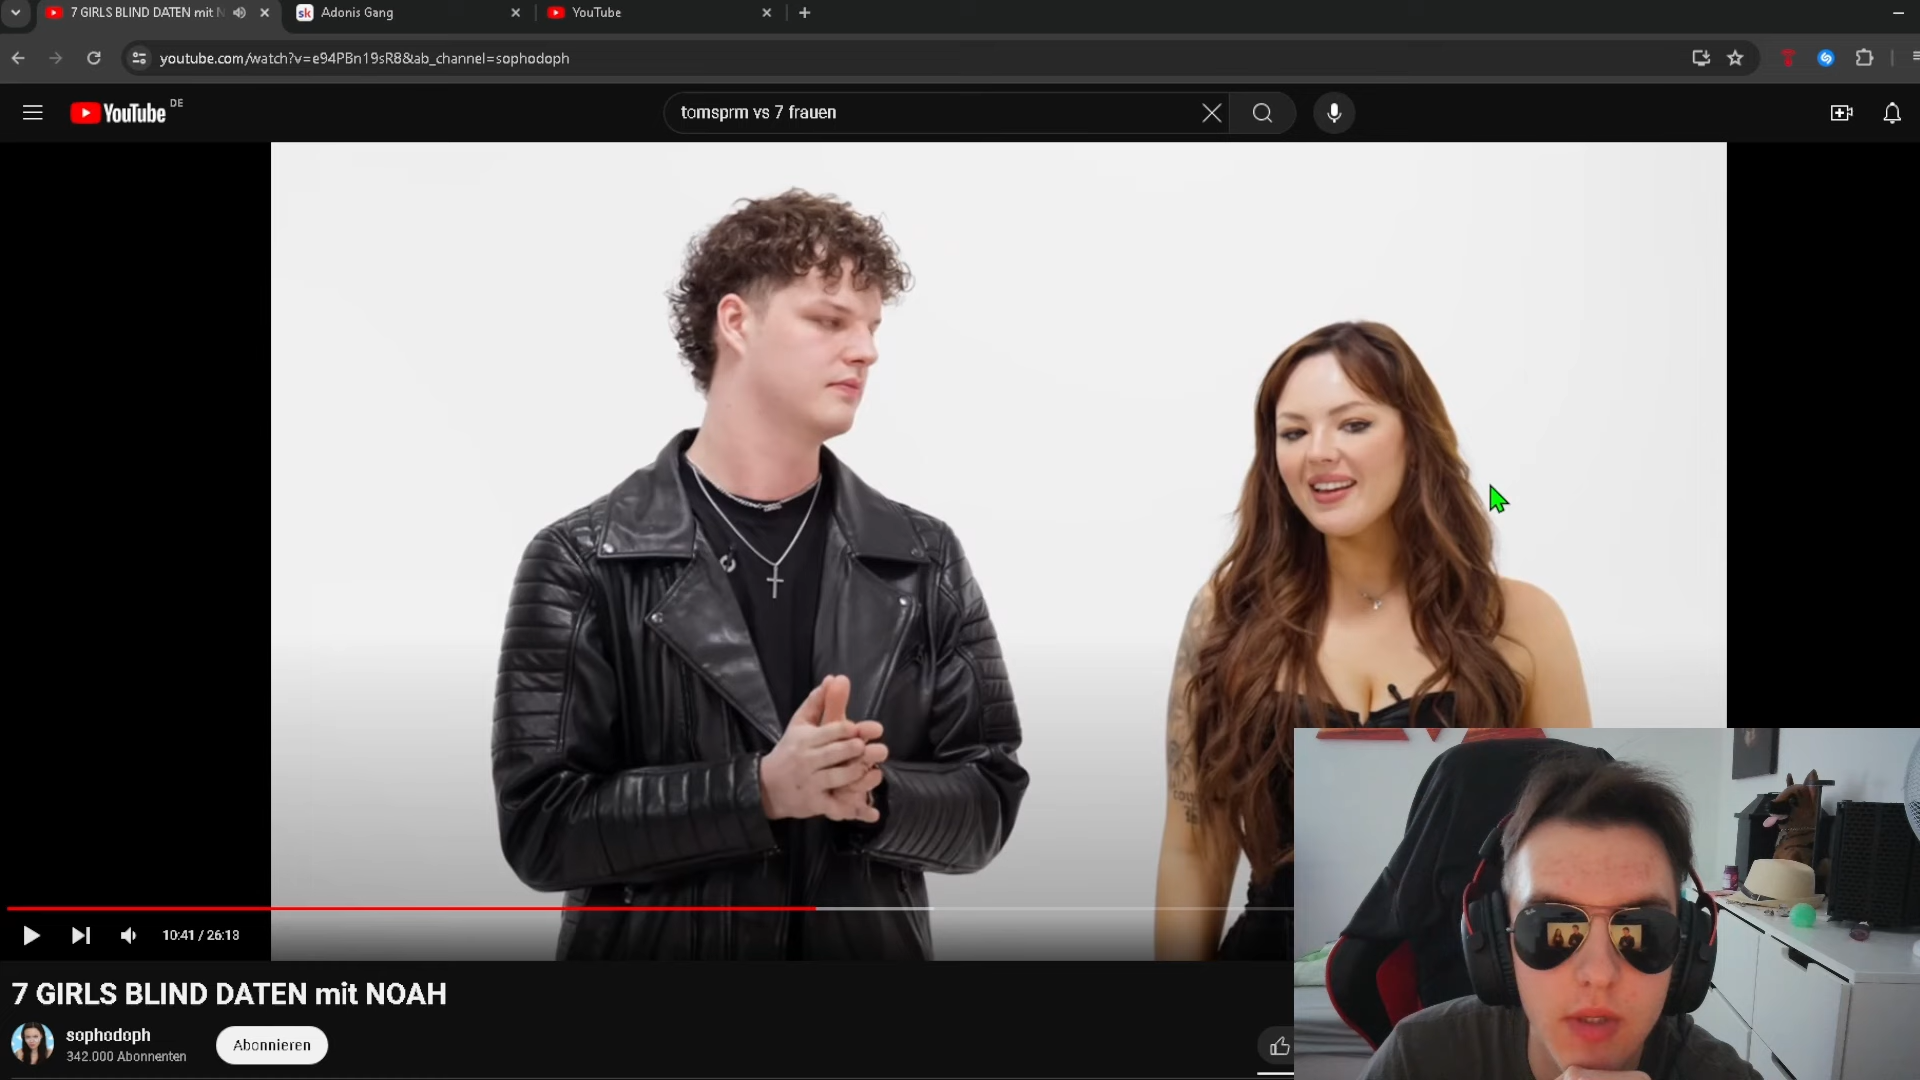 7 GIRLS BLIND DATEN mit N
Adonis Gang
YouTube
youtube.com/watch?v=e94PBn19sR8&ab_channel=sophodoph
YouTube DE
tomsprm vs 7 frauen
10:41 / 26:13
7 GIRLS BLIND DATEN mit NOAH
sophodoph
342.000 Abonnenten
Abonnieren